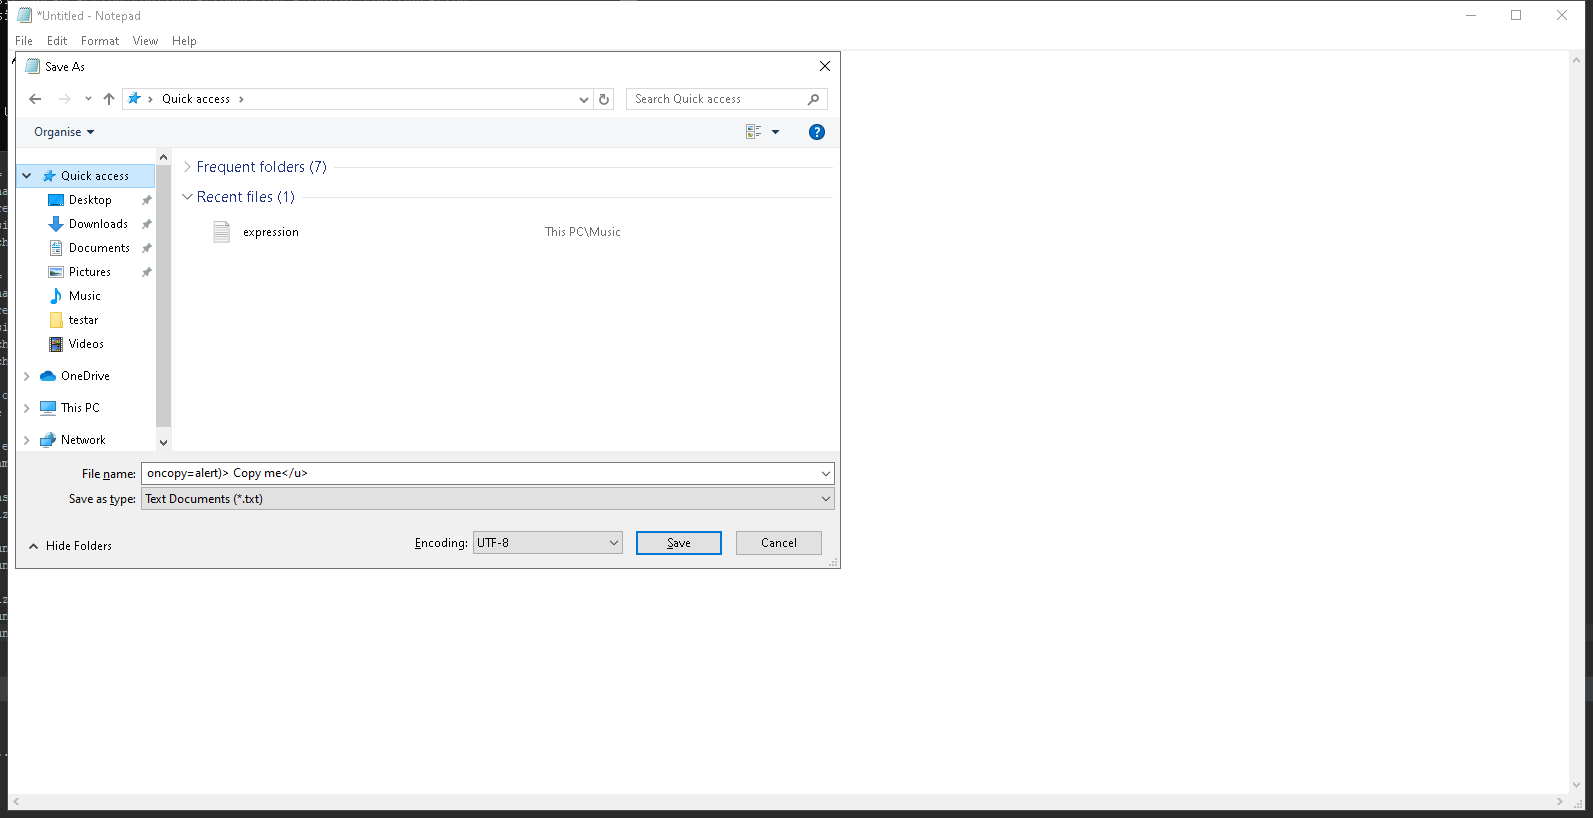 *Untitled - Notepad
File Edit Format View Help
Save As
Quick access
Search Quick access
Organise
Quick access
Desktop
Downloads
Documents
Pictures
Music
testar
Videos
OneDrive
This PC
Network
Frequent folders (7)
Recent files (1)
expression This PC\Music
File name: oncopy=alert)> Copy me</u>
Save as type: Text Documents (*.txt)
Hide Folders
Encoding: UTF-8
Save
Cancel